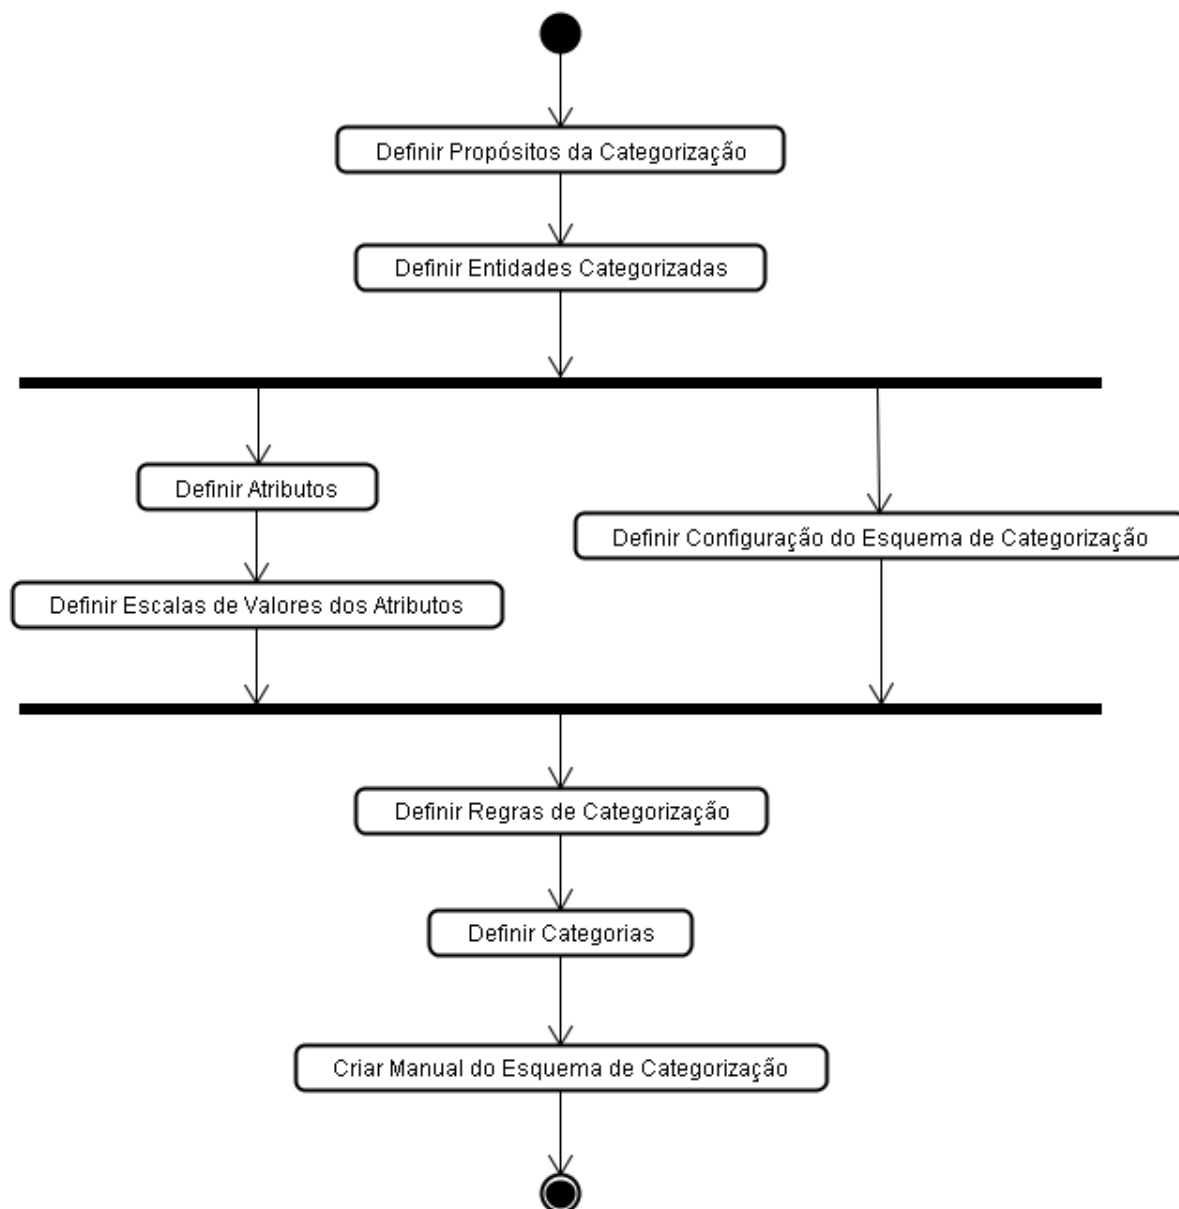 Definir Propósitos da Categorização
Definir Entidades Categorizadas
Definir Atributos
Definir Configuração do Esquema de Categorização
Definir Escalas de Valores dos Atributos
Definir Regras de Categorização
Definir Categorias
Criar Manual do Esquema de Categorização